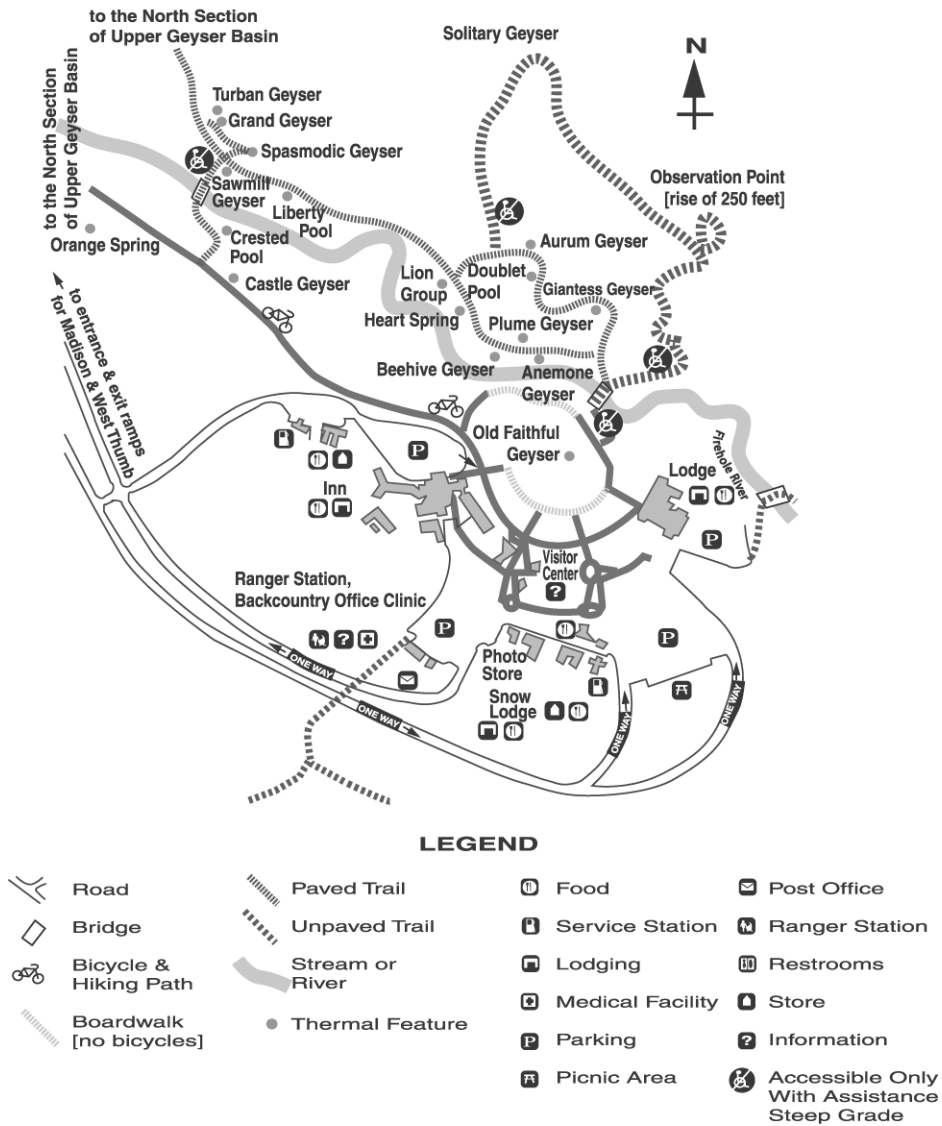 to the North Section
of Upper Geyser Basin
to the North Section
of Upper Geyser Basin
Solitary Geyser
N
Turban Geyser
Grand Geyser
Spasmodic Geyser
Sawmill
Geyser
Liberty
Pool
Observation Point
[rise of 250 feet]
Orange Spring
Crested
Pool
Castle Geyser
Aurum Geyser
Lion
Group
Doublet
Pool
Giantess Geyser
Heart Spring
Plume Geyser
Beehive Geyser
Anemone
Geyser
to entrance & exit ramps
for Madison & West Thumb
Old Faithful
Geyser
P
Lodge
Firehole River
Inn
P
Visitor
Center
?
Ranger Station,
Backcountry Office Clinic
?
P
P
ONE WAY
Photo
Store
Snow
Lodge
ONE WAY
ONE WAY
ONE WAY
LEGEND
Road
Bridge
Bicycle &
Hiking Path
Boardwalk
[no bicycles]
Paved Trail
Unpaved Trail
Stream or
River
Thermal Feature
Food
Service Station
Lodging
Medical Facility
P Parking
Picnic Area
Post Office
Ranger Station
Restrooms
Store
? Information
Accessible Only
With Assistance
Steep Grade